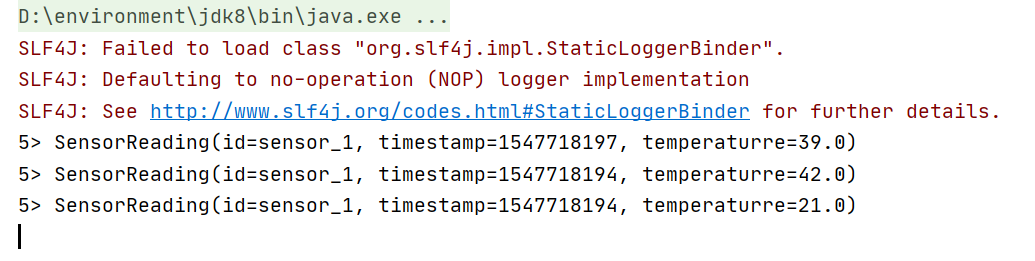 D:\environment\jdk8\bin\java.exe ...
SLF4J: Failed to load class "org.slf4j.impl.StaticLoggerBinder".
SLF4J: Defaulting to no-operation (NOP) logger implementation
SLF4J: See http://www.slf4j.org/codes.html#StaticLoggerBinder for further details.
5> SensorReading(id=sensor_1, timestamp=1547718197, temperaturre=39.0)
5> SensorReading(id=sensor_1, timestamp=1547718194, temperaturre=42.0)
5> SensorReading(id=sensor_1, timestamp=1547718194, temperaturre=21.0)